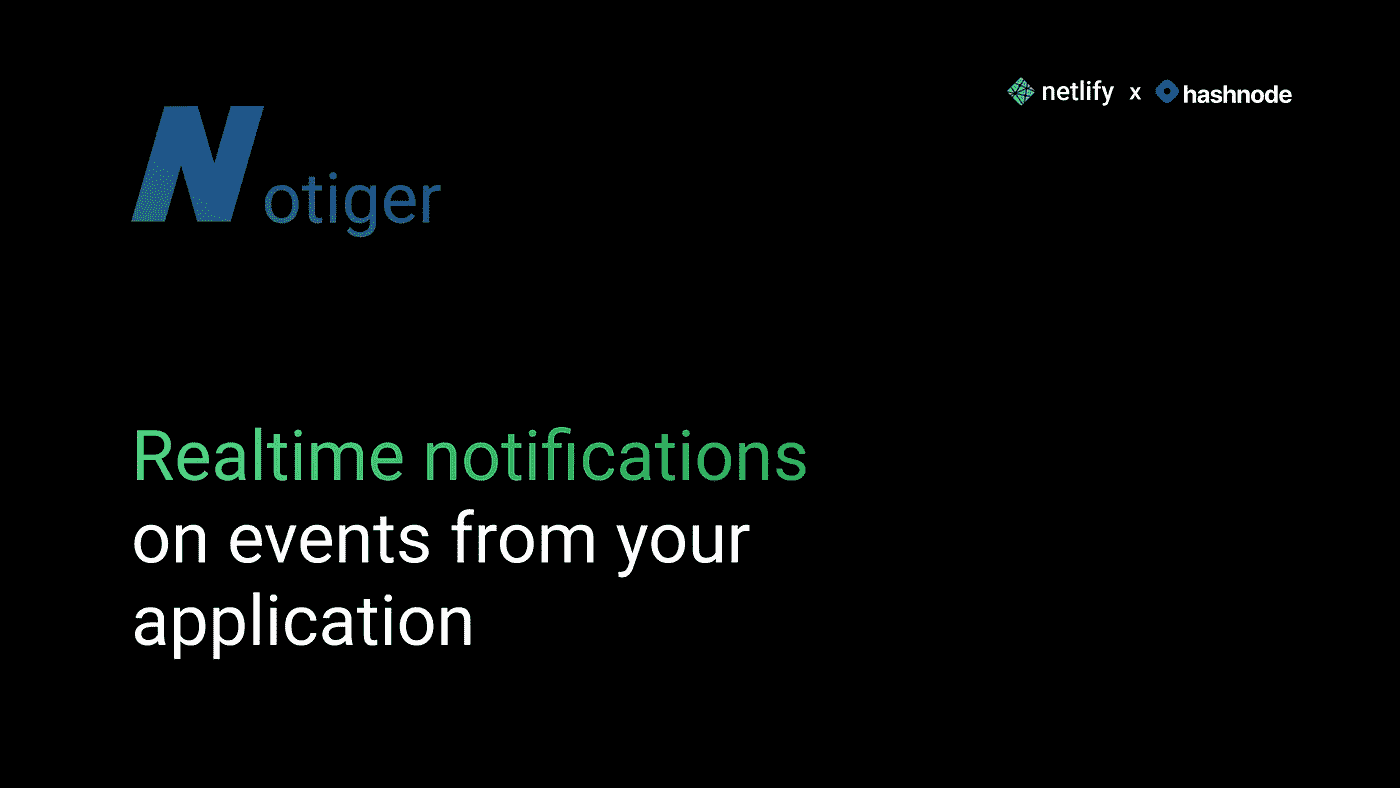 Notiger
netlify x hashnode
Realtime notifications
on events from your
application